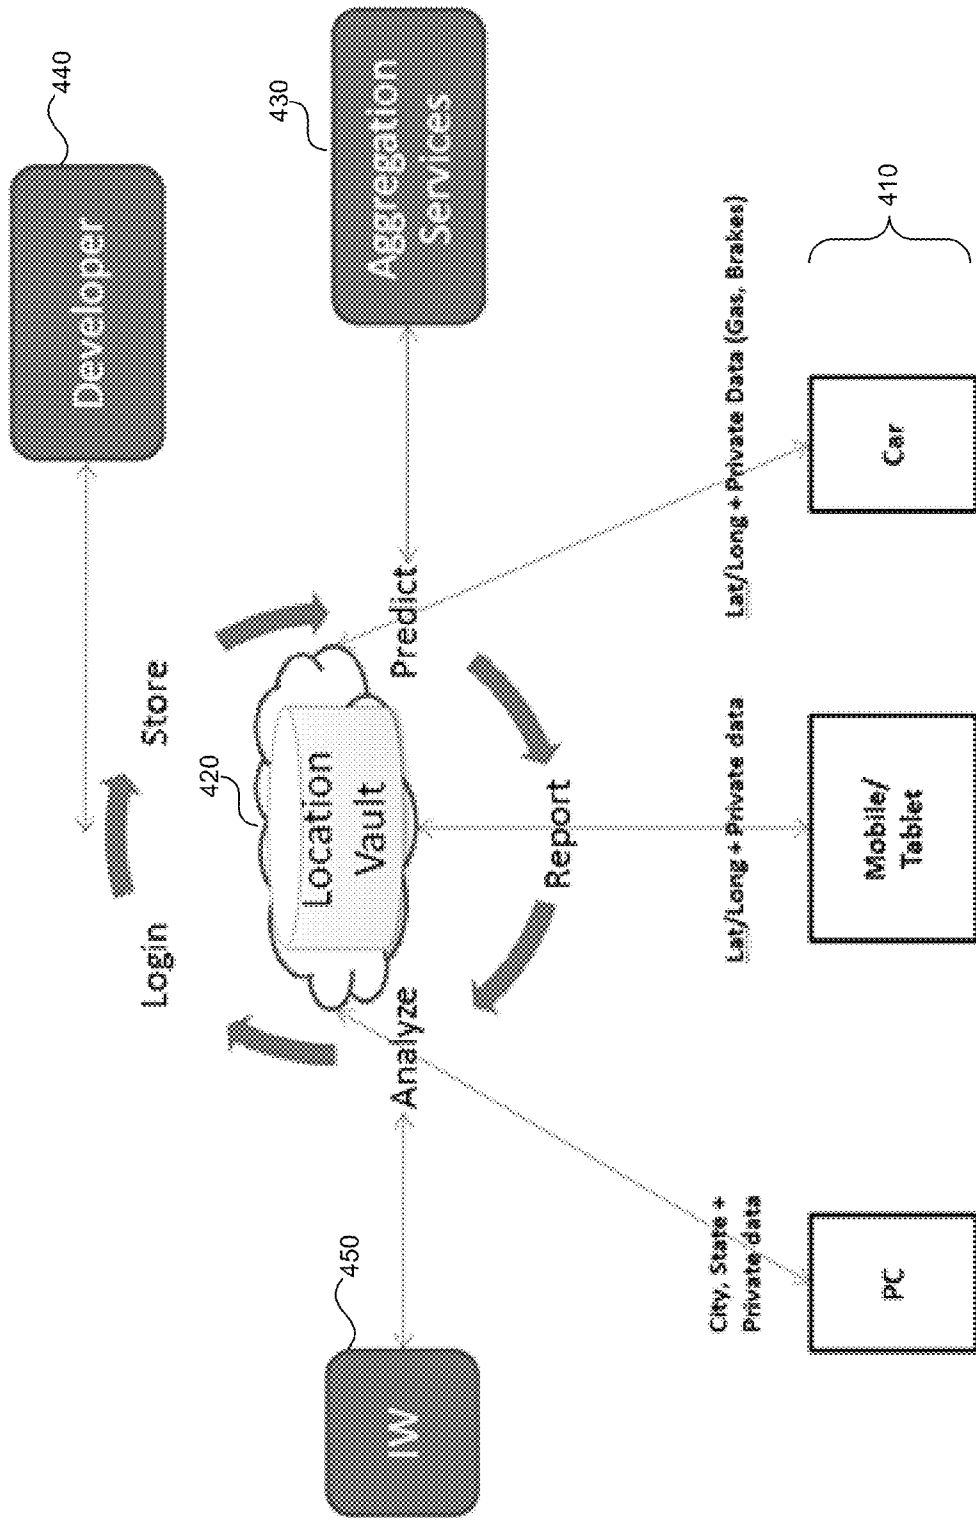 440
Developer
430
Aggregation
Services
Login
Store
420
Location
Vault
Predict
450
IW
Analyze
Report
City, State +
Private data
Lat/Long + Private data
Lat/Long + Private Data (Gas, Brakes)
PC
Mobile/
Tablet
Car
410